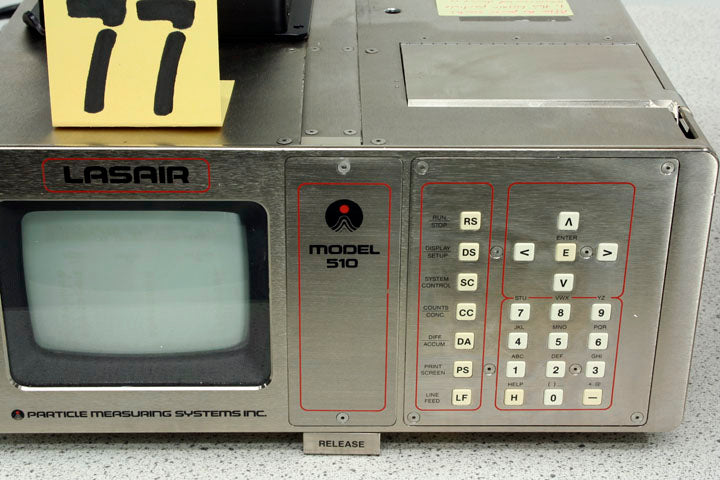 77
LASAIR
MODEL
510
PARTICLE MEASURING SYSTEMS INC.
RELEASE
RUN
STOP
RS
DISPLAY
SETUP
DS
SYSTEM
CONTROL
SC
COUNTS
CONC
CC
DIFF
ACCUM
DA
PRINT
SCREEN
PS
LINE
FEED
LF
Λ
ENTER
< E >
V
STU VWX YZ
7 8 9
JKL MNO PQR
4 5 6
ABC DEF GHI
1 2 3
HELP ( ) ... < @
H 0 —